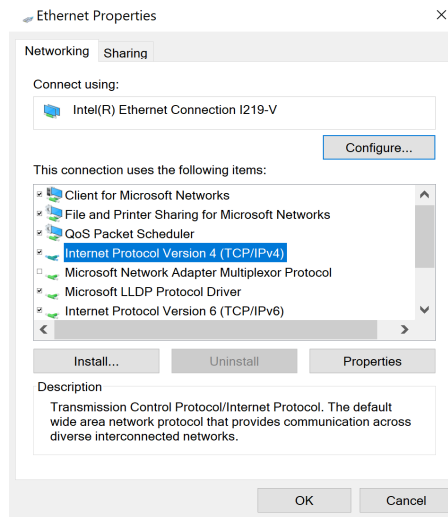 Ethernet Properties
Networking
Sharing
Connect using:
Intel(R) Ethernet Connection I219-V
Configure...
This connection uses the following items:
Client for Microsoft Networks
File and Printer Sharing for Microsoft Networks
QoS Packet Scheduler
Internet Protocol Version 4 (TCP/IPv4)
Microsoft Network Adapter Multiplexor Protocol
Microsoft LLDP Protocol Driver
Internet Protocol Version 6 (TCP/IPv6)
Install...
Uninstall
Properties
Description
Transmission Control Protocol/Internet Protocol. The default
wide area network protocol that provides communication across
diverse interconnected networks.
OK
Cancel